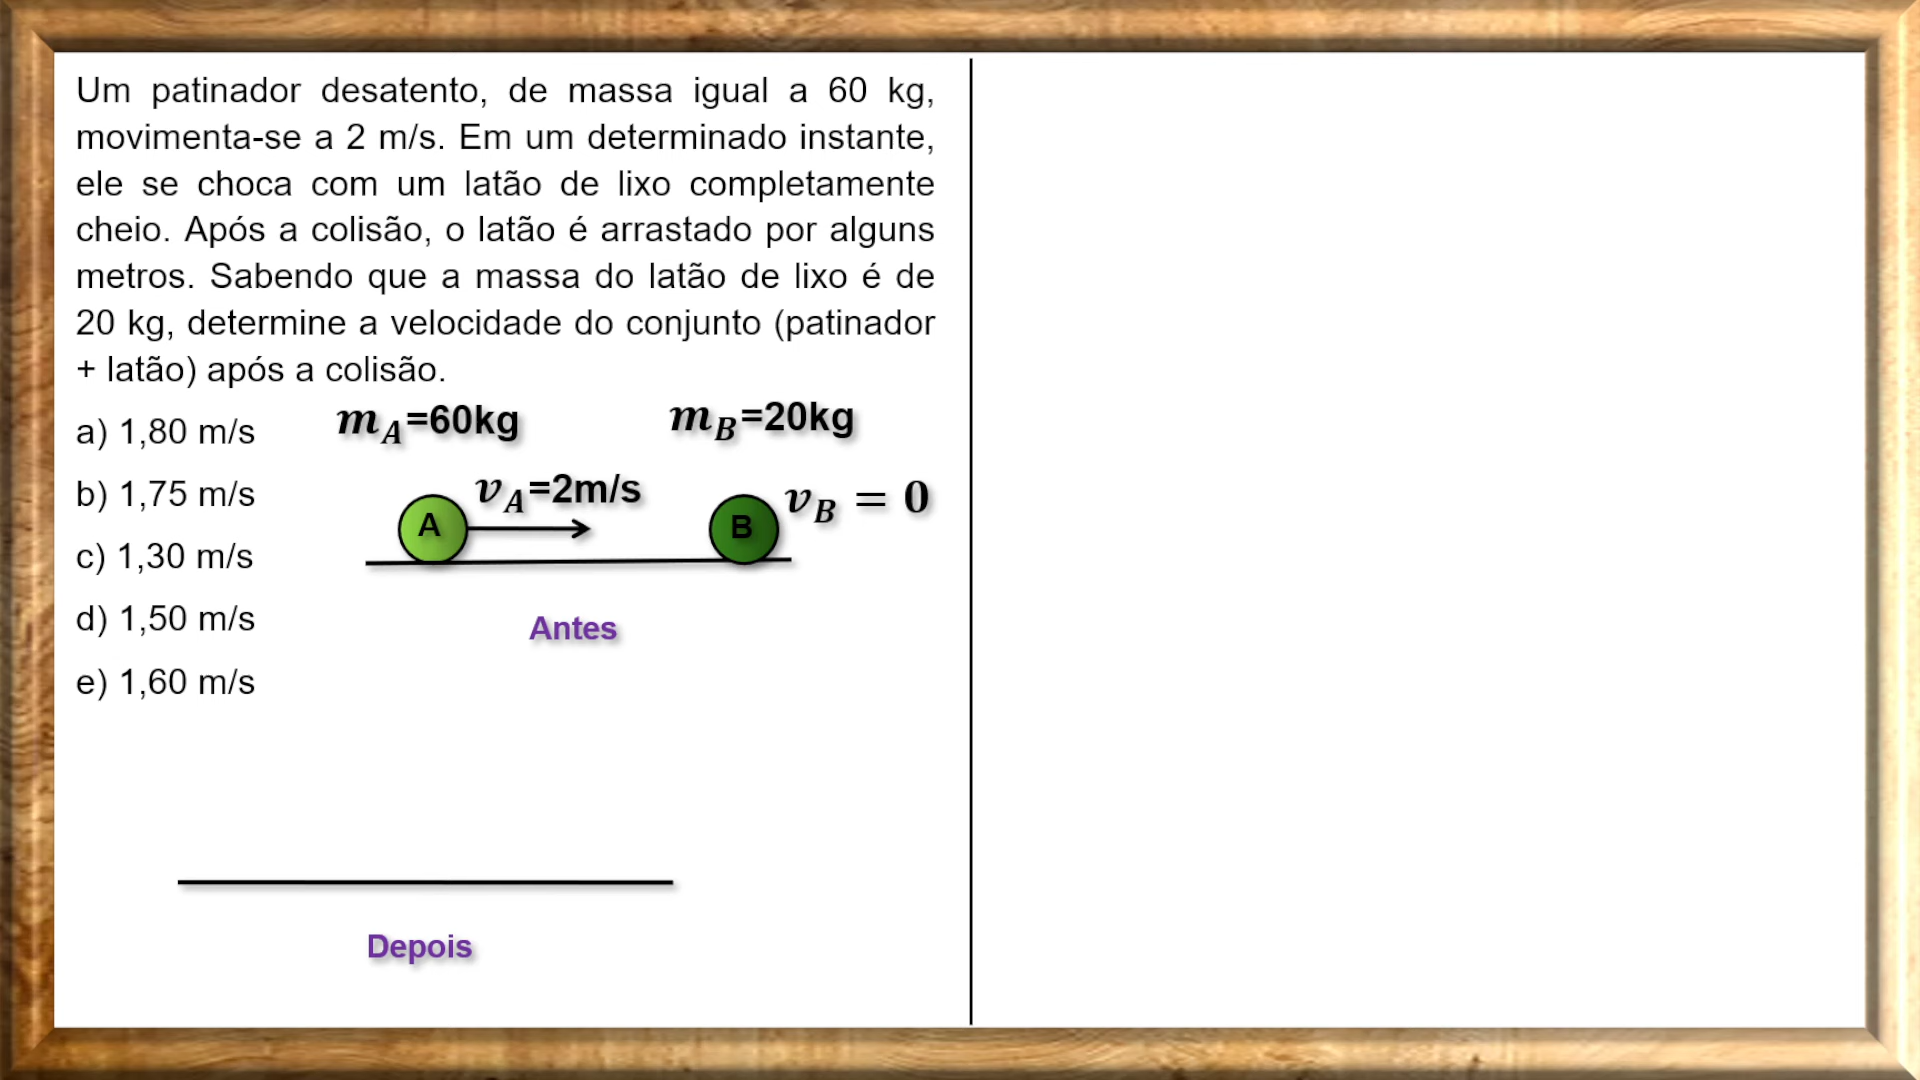 Um patinador desatento, de massa igual a 60 kg,
movimenta-se a 2 m/s. Em um determinado instante,
ele se choca com um latão de lixo completamente
cheio. Após a colisão, o latão é arrastado por alguns
metros. Sabendo que a massa do latão de lixo é de
20 kg, determine a velocidade do conjunto (patinador
+ latão) após a colisão.
a) 1,80 m/s
b) 1,75 m/s
c) 1,30 m/s
d) 1,50 m/s
e) 1,60 m/s
m_A=60kg
m_B=20kg
v_A=2m/s
v_B = 0
A
B
Antes
Depois